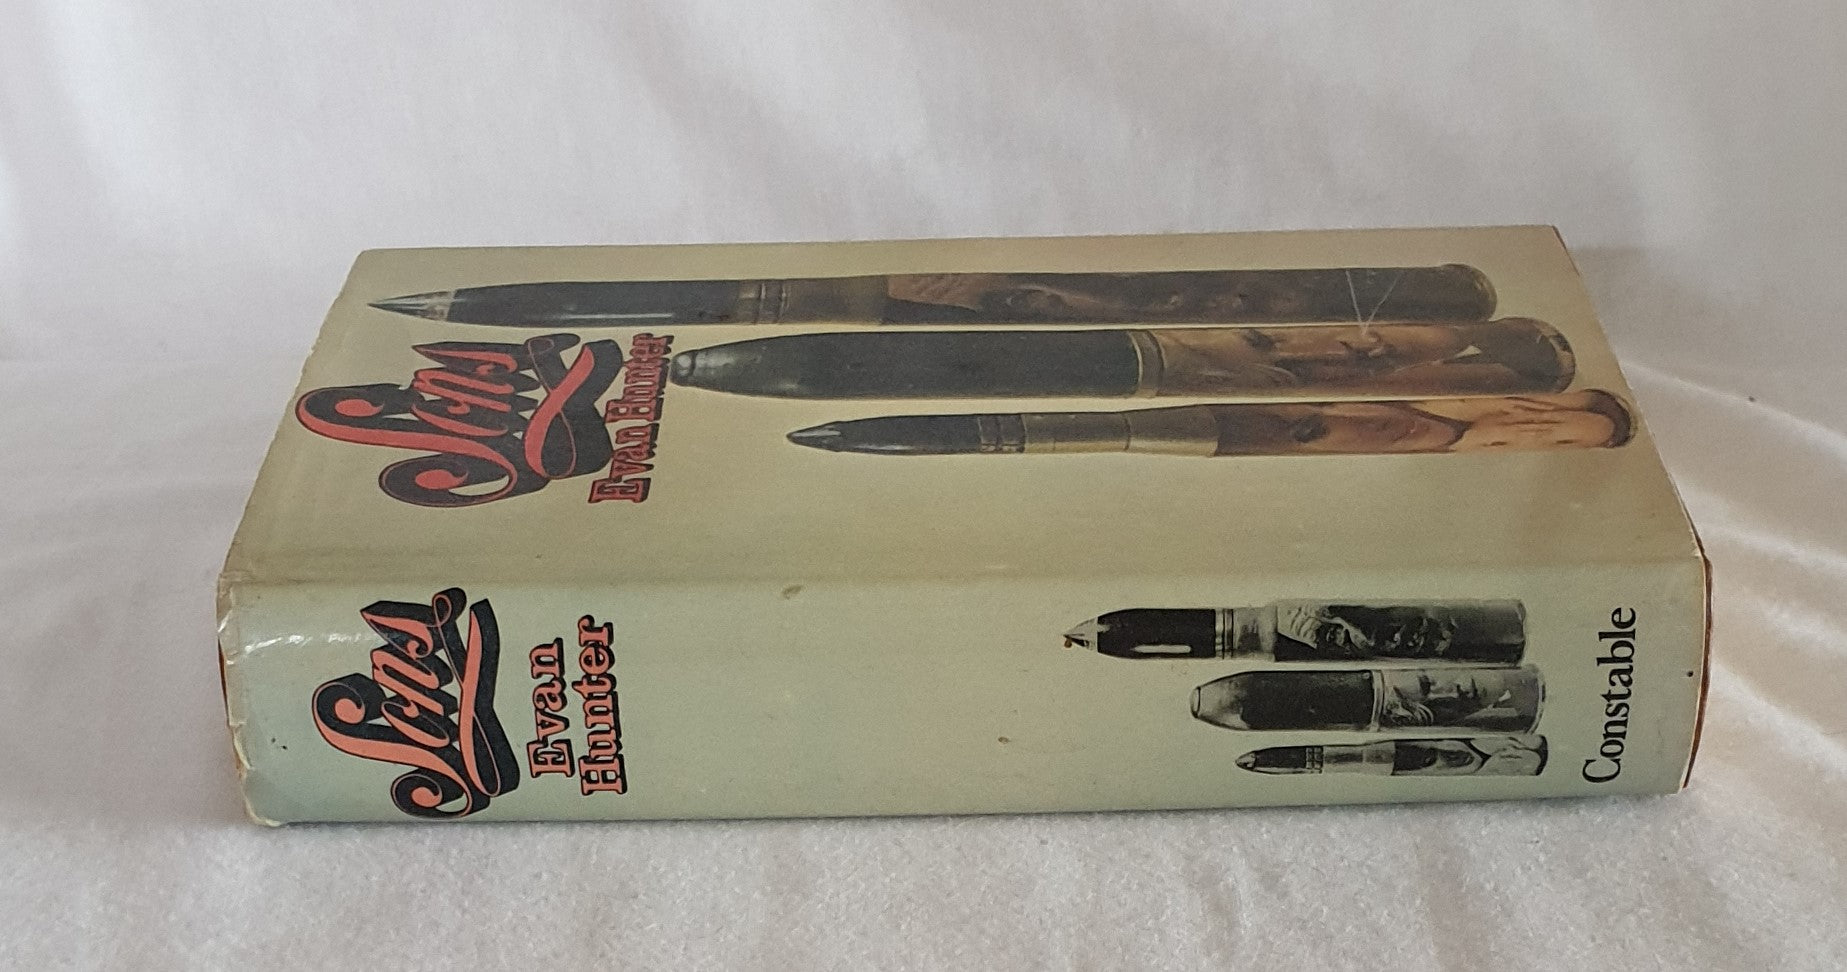 Sons
Evan Hunter
Sons
Evan
Hunter
Constable